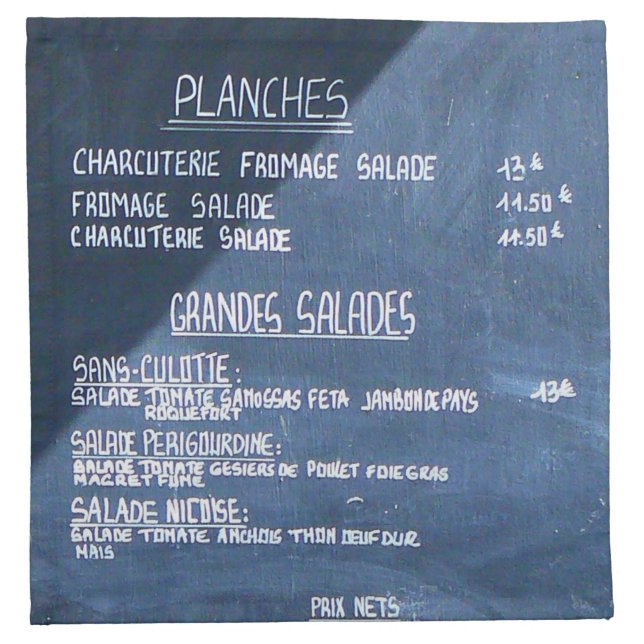 PLANCHES
CHARCUTERIE FROMAGE SALADE 13€
FROMAGE SALADE 11.50€
CHARCUTERIE SALADE 11.50€
GRANDES SALADES
SANS-CULOTTE:
SALADE TOMATE SAMOSSAS FETA JAMBON DE PAYS 13€
ROQUEFORT
SALADE PERIGOURDINE:
SALADE TOMATE GESIERS DE POULET FOIE GRAS
MAGRET FUME
SALADE NICOISE:
SALADE TOMATE ANCHOIS THON OEUF DUR
MAIS
PRIX NETS